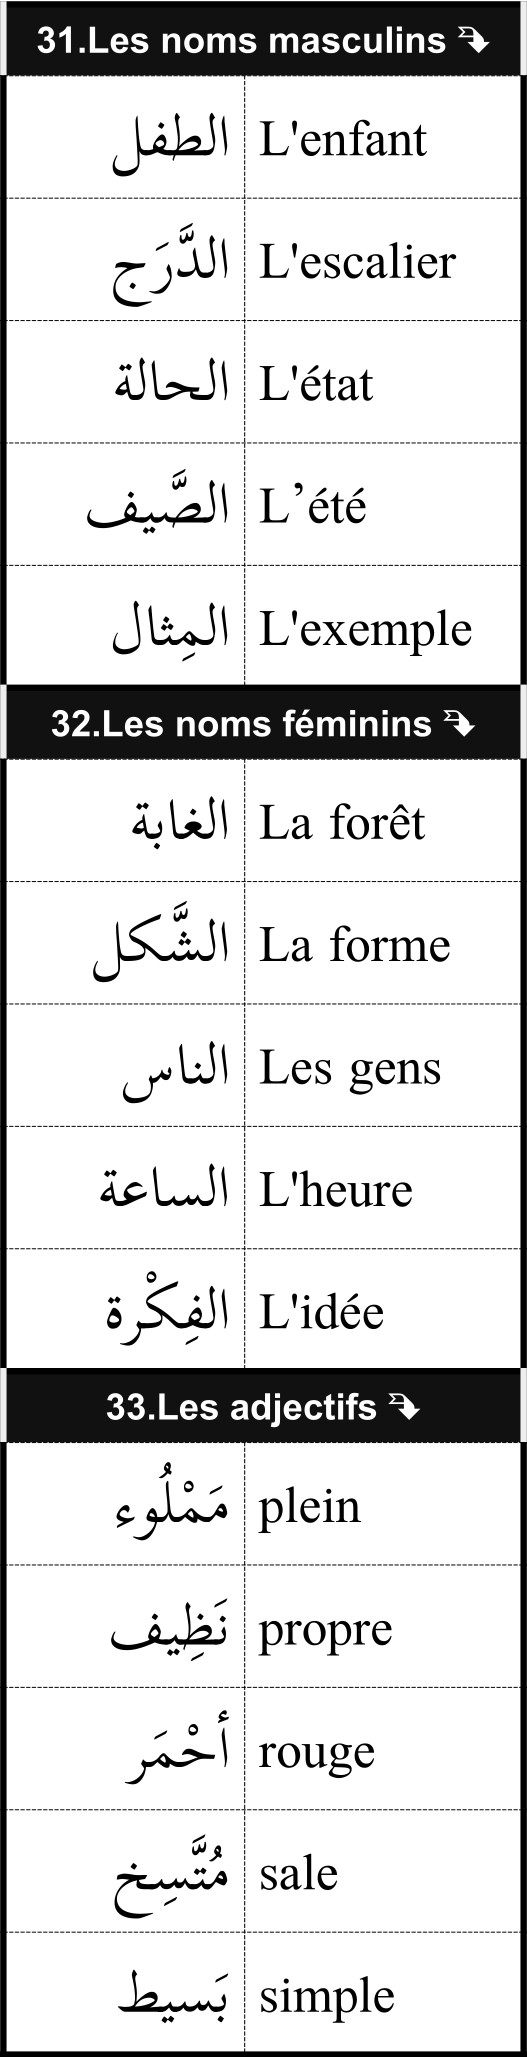 31.Les noms masculins
الطفل L'enfant
الدَّرَج L'escalier
الحالة L'état
الصَّيف L’été
المِثال L'exemple
32.Les noms féminins
الغابة La forêt
الشَّكل La forme
الناس Les gens
الساعة L'heure
الفِكْرة L'idée
33.Les adjectifs
مَمْلُوء plein
نَظِيف propre
أحْمَر rouge
مُتَّسِخ sale
بَسيط simple